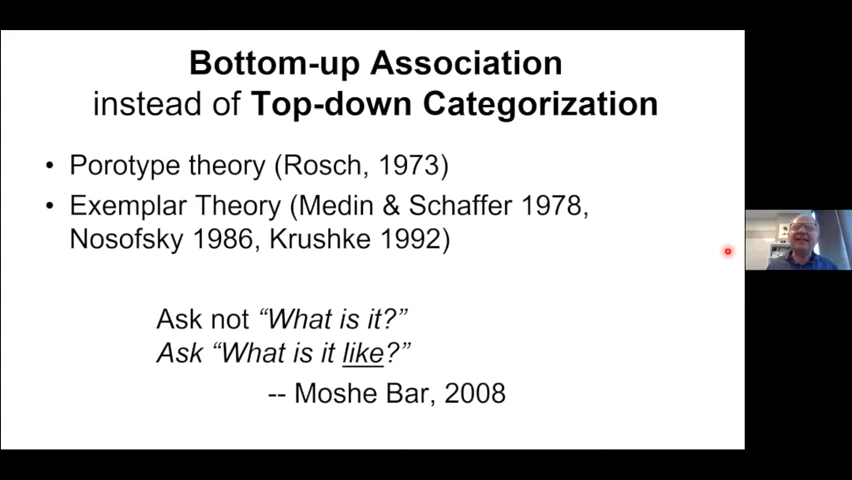 Bottom-up Association
instead of Top-down Categorization
• Porotype theory (Rosch, 1973)
• Exemplar Theory (Medin & Schaffer 1978,
Nosofsky 1986, Krushke 1992)
Ask not “What is it?”
Ask “What is it like?”
-- Moshe Bar, 2008